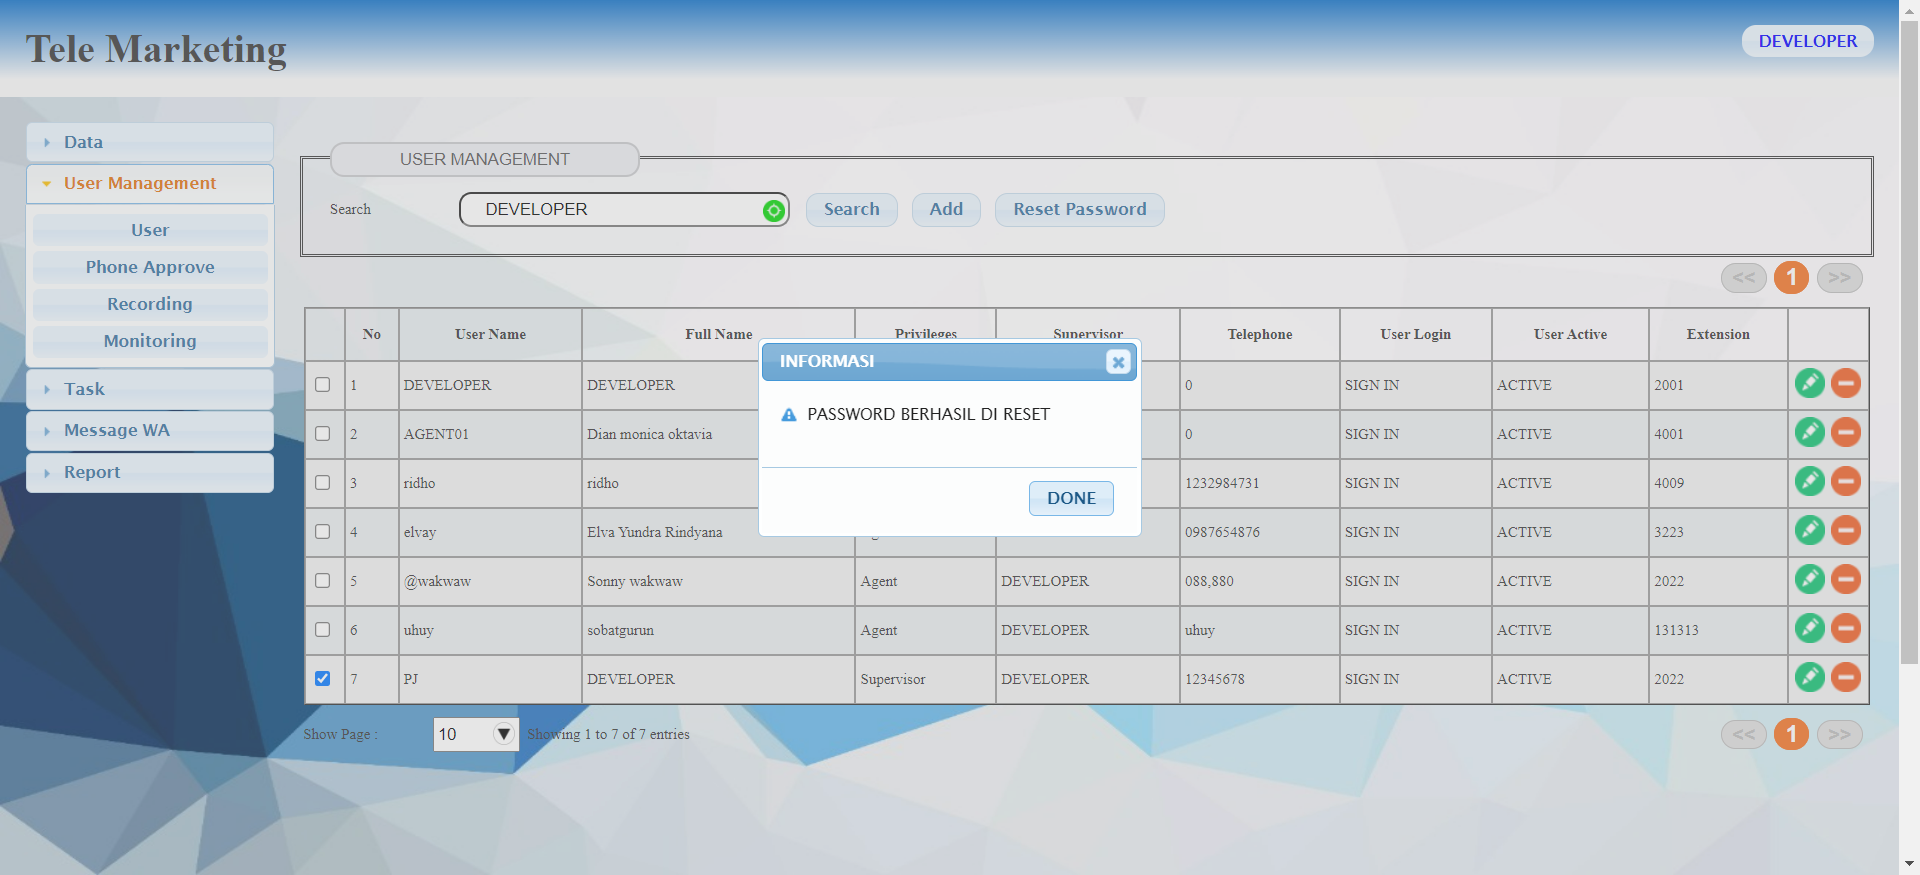 Tele Marketing
DEVELOPER
Data
User Management
User
Phone Approve
Recording
Monitoring
Task
Message WA
Report
USER MANAGEMENT
Search DEVELOPER Search Add Reset Password
<< 1 >>
No User Name Full Name Privileges Supervisor Telephone User Login User Active Extension
1 DEVELOPER DEVELOPER 0 SIGN IN ACTIVE 2001
2 AGENT01 Dian monica oktavia 0 SIGN IN ACTIVE 4001
3 ridho ridho 1232984731 SIGN IN ACTIVE 4009
4 elvay Elva Yundra Rindyana 0987654876 SIGN IN ACTIVE 3223
5 @wakwaw Sonny wakwaw Agent DEVELOPER 088,880 SIGN IN ACTIVE 2022
6 uhuy sobatgurun Agent DEVELOPER uhuy SIGN IN ACTIVE 131313
7 PJ DEVELOPER Supervisor DEVELOPER 12345678 SIGN IN ACTIVE 2022
INFORMASI
PASSWORD BERHASIL DI RESET
DONE
Show Page : 10 Showing 1 to 7 of 7 entries
<< 1 >>